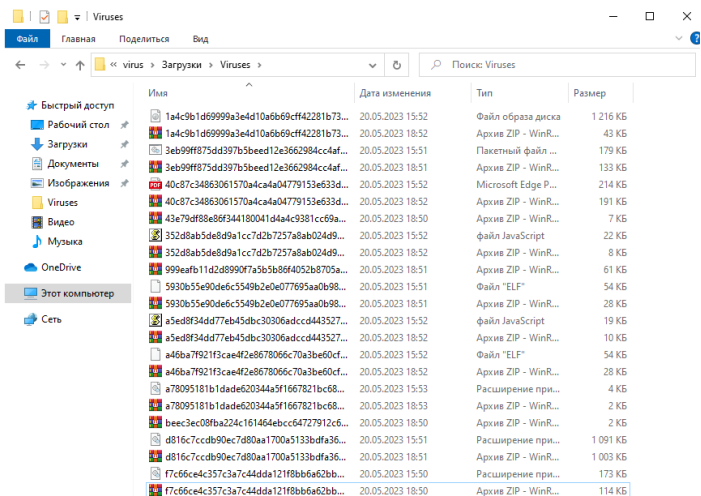 Viruses
Файл Главная Поделиться Вид
« virus › Загрузки › Viruses › Поиск: Viruses
Имя Дата изменения Тип Размер
Быстрый доступ
Рабочий стол
Загрузки
Документы
Изображения
Viruses
Видео
Музыка
OneDrive
Этот компьютер
Сеть
1a4c9b1d69999a3e4d10a6b69cff42281b73... 20.05.2023 15:52 Файл образа диска 1 216 КБ
1a4c9b1d69999a3e4d10a6b69cff42281b73... 20.05.2023 18:52 Архив ZIP - WinR... 43 КБ
3eb99ff875dd397b5beed12e3662984cc4af... 20.05.2023 15:51 Пакетный файл ... 179 КБ
3eb99ff875dd397b5beed12e3662984cc4af... 20.05.2023 18:51 Архив ZIP - WinR... 133 КБ
40c87c34863061570a4ca4a04779153e633d... 20.05.2023 15:52 Microsoft Edge P... 214 КБ
40c87c34863061570a4ca4a04779153e633d... 20.05.2023 18:52 Архив ZIP - WinR... 191 КБ
43e79df88e86f344180041d4a4c9381cc69a... 20.05.2023 18:50 Архив ZIP - WinR... 7 КБ
352d8ab5de8d9a1cc7d2b7257a8ab024d9... 20.05.2023 15:52 файл JavaScript 22 КБ
352d8ab5de8d9a1cc7d2b7257a8ab024d9... 20.05.2023 18:52 Архив ZIP - WinR... 8 КБ
999eafb11d2d8990f7a5b5b86f4052b8705a... 20.05.2023 18:51 Архив ZIP - WinR... 61 КБ
5930b55e90de6c5549b2e0e077695aa0b98... 20.05.2023 15:51 Файл "ELF" 54 КБ
5930b55e90de6c5549b2e0e077695aa0b98... 20.05.2023 18:51 Архив ZIP - WinR... 28 КБ
a5ed8f34dd77eb45dbc30306adccd443527... 20.05.2023 15:52 файл JavaScript 19 КБ
a5ed8f34dd77eb45dbc30306adccd443527... 20.05.2023 18:52 Архив ZIP - WinR... 10 КБ
a46ba7f921f3cae4f2e8678066c70a3be60cf... 20.05.2023 15:52 Файл "ELF" 54 КБ
a46ba7f921f3cae4f2e8678066c70a3be60cf... 20.05.2023 18:52 Архив ZIP - WinR... 28 КБ
a78095181b1dade620344a5f1667821bc68... 20.05.2023 15:53 Расширение при... 4 КБ
a78095181b1dade620344a5f1667821bc68... 20.05.2023 18:53 Архив ZIP - WinR... 2 КБ
beec3ec08fba224c161464ebcc64727912c6... 20.05.2023 18:50 Архив ZIP - WinR... 2 КБ
d816c7ccdb90ec7d80aa1700a5133bdfa36... 20.05.2023 15:51 Расширение при... 1 091 КБ
d816c7ccdb90ec7d80aa1700a5133bdfa36... 20.05.2023 18:51 Архив ZIP - WinR... 1 003 КБ
f7c66ce4c357c3a7c44dda121f8bb6a62bb... 20.05.2023 15:50 Расширение при... 173 КБ
f7c66ce4c357c3a7c44dda121f8bb6a62bb... 20.05.2023 18:50 Архив ZIP - WinR... 114 КБ